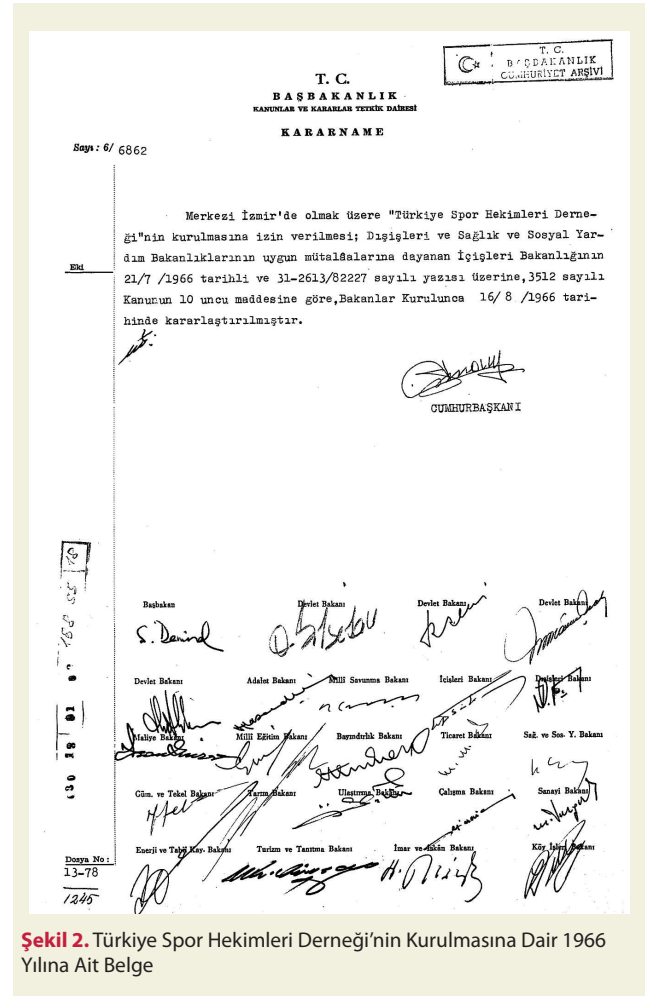 T. C.
BAŞBAKANLIK
CUMHURİYET ARŞİVİ
T. C.
BAŞBAKANLIK
KANUNLAR VE KARARLAR TETKİK DAİRESİ
KARARNAME
Sayı : 6/ 6862
Merkezi İzmir'de olmak üzere "Türkiye Spor Hekimleri Derne-
ği"nin kurulmasına izin verilmesi; Dışişleri ve Sağlık ve Sosyal Yar-
dım Bakanlıklarının uygun mütalâalarına dayanan İçişleri Bakanlığının
21/7 /1966 tarihli ve 31-2613/82227 sayılı yazısı üzerine,3512 sayılı
Kanunun 10 uncu maddesine göre,Bakanlar Kurulunca 16/ 8 /1966 tari-
hinde kararlaştırılmıştır.
Eki
CUMHURBAŞKANI
Başbakan Devlet Bakanı Devlet Bakanı Devlet Bakanı
S. Demirel
Devlet Bakanı Adalet Bakanı Millî Savunma Bakanı İçişleri Bakanı Dışişleri Bakanı
Maliye Bakanı Millî Eğitim Bakanı Bayındırlık Bakanı Ticaret Bakanı Sağ. ve Sos. Y. Bakanı
Güm. ve Tekel Bakanı Tarım Bakanı Ulaştırma Bakanı Çalışma Bakanı Sanayi Bakanı
Enerji ve Tabiî Kay. Bakanı Turizm ve Tanıtma Bakanı İmar ve İskân Bakanı Köy İşleri Bakanı
Dosya No :
13-78
1245
Şekil 2. Türkiye Spor Hekimleri Derneği'nin Kurulmasına Dair 1966
Yılına Ait Belge